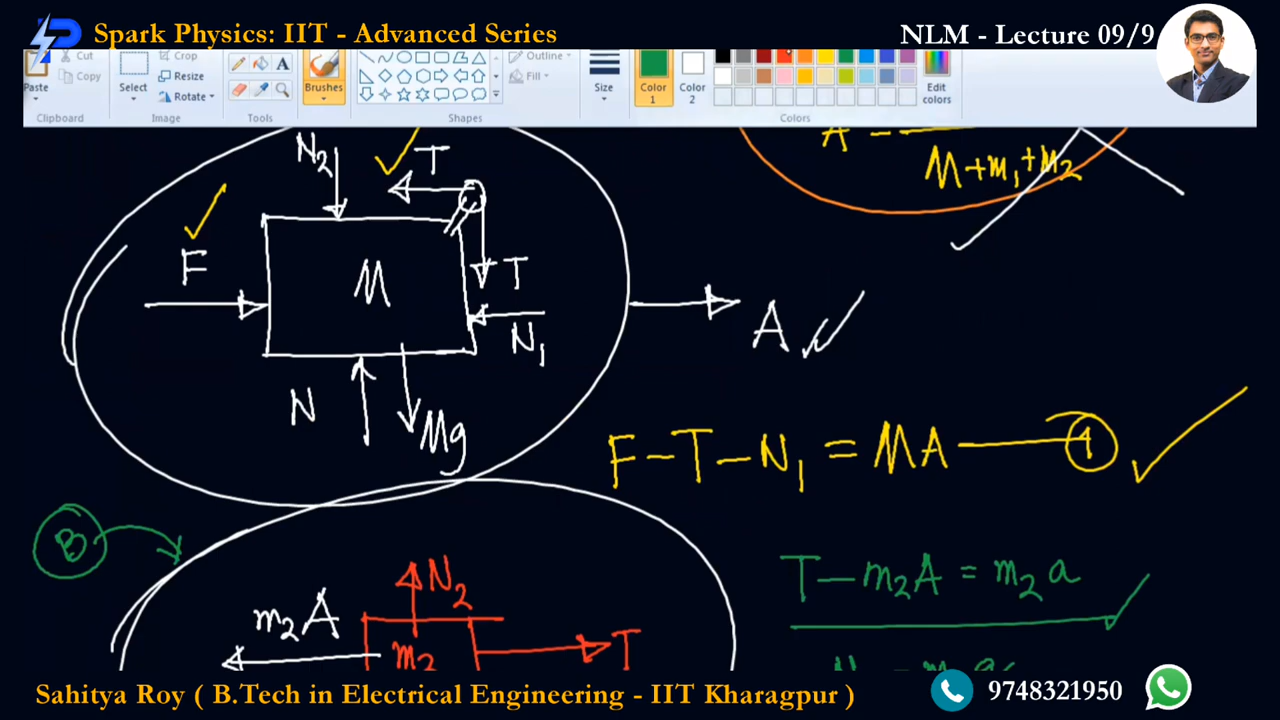 Spark Physics: IIT - Advanced Series
NLM - Lecture 09/9
Cut
Copy
Paste
Clipboard
Crop
Resize
Rotate
Select
Image
Tools
Brushes
Outline
Fill
Shapes
Size
Color 1
Color 2
Edit colors
Colors
N2
T
F
M
T
N1
N
Mg
A
A =
M+m1+m2
F-T-N1 = MA
1
B
T-m2A = m2a
m2A
N2
m2
T
Sahitya Roy ( B.Tech in Electrical Engineering - IIT Kharagpur )
9748321950